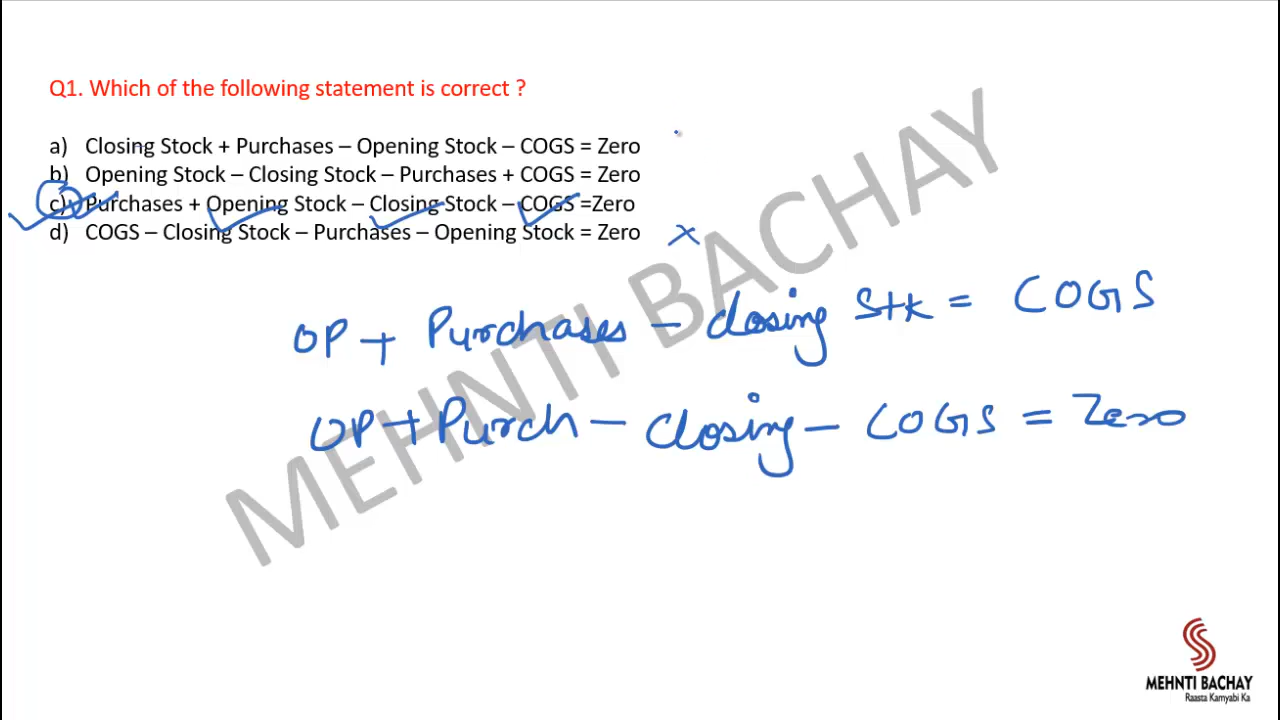 Q1. Which of the following statement is correct ?
a) Closing Stock + Purchases – Opening Stock – COGS = Zero
b) Opening Stock – Closing Stock – Purchases + COGS = Zero
c) Purchases + Opening Stock – Closing Stock – COGS =Zero
d) COGS – Closing Stock – Purchases – Opening Stock = Zero
OP + Purchases – closing Stk = COGS
OP + Purch – closing – COGS = Zero
MEHNTI BACHAY
MEHNTI BACHAY
Raasta Kamyabi Ka